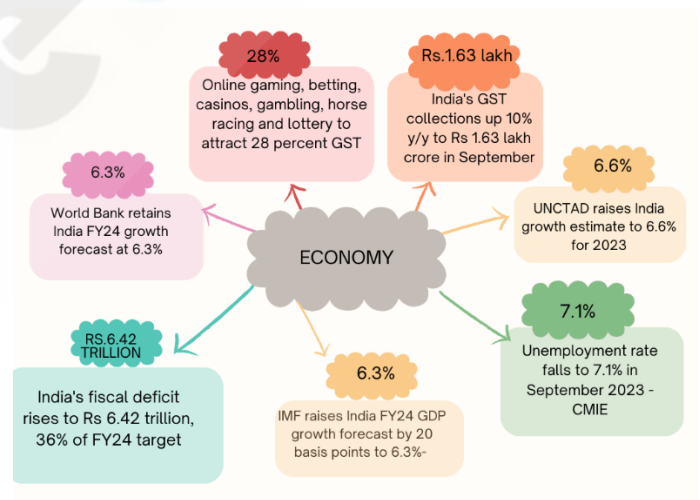 28%
Online gaming, betting,
casinos, gambling, horse
racing and lottery to
attract 28 percent GST
Rs.1.63 lakh
India's GST
collections up 10%
y/y to Rs 1.63 lakh
crore in September
6.3%
World Bank retains
India FY24 growth
forecast at 6.3%
ECONOMY
6.6%
UNCTAD raises India
growth estimate to 6.6%
for 2023
RS.6.42
TRILLION
India's fiscal deficit
rises to Rs 6.42 trillion,
36% of FY24 target
6.3%
IMF raises India FY24 GDP
growth forecast by 20
basis points to 6.3%-
7.1%
Unemployment rate
falls to 7.1% in
September 2023 -
CMIE